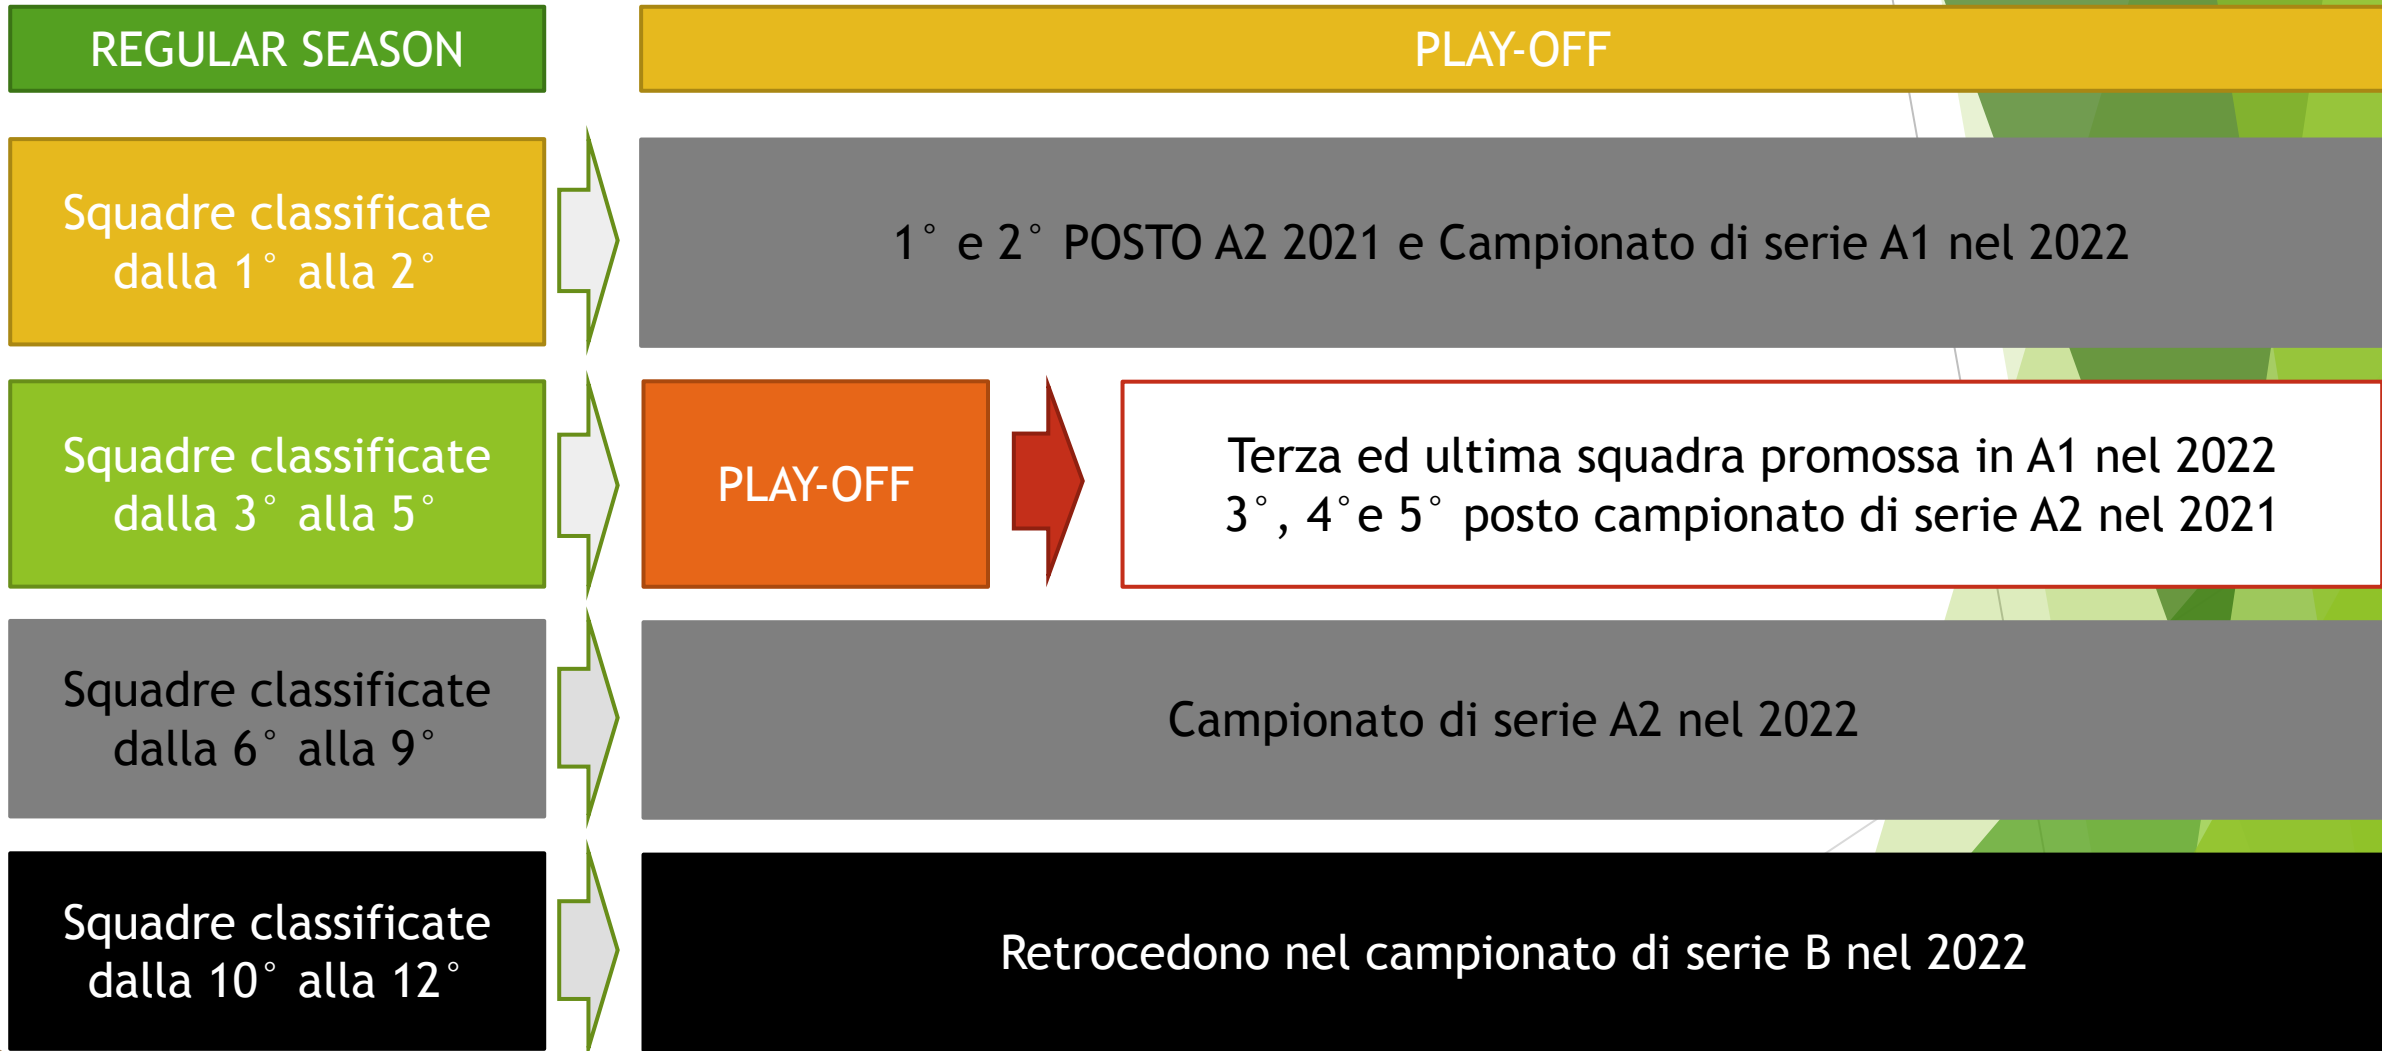 REGULAR SEASON
PLAY-OFF
Squadre classificate
dalla 1° alla 2°
1° e 2° POSTO A2 2021 e Campionato di serie A1 nel 2022
Squadre classificate
dalla 3° alla 5°
PLAY-OFF
Terza ed ultima squadra promossa in A1 nel 2022
3°, 4°e 5° posto campionato di serie A2 nel 2021
Squadre classificate
dalla 6° alla 9°
Campionato di serie A2 nel 2022
Squadre classificate
dalla 10° alla 12°
Retrocedono nel campionato di serie B nel 2022